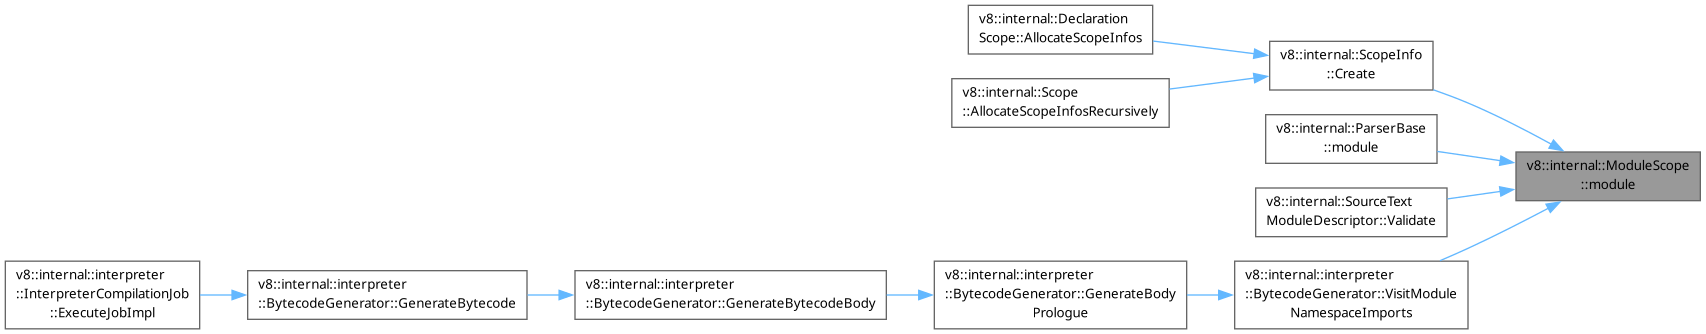 v8::internal::Declaration
Scope::AllocateScopeInfos
v8::internal::ScopeInfo
::Create
v8::internal::Scope
::AllocateScopeInfosRecursively
v8::internal::ParserBase
::module
v8::internal::ModuleScope
::module
v8::internal::SourceText
ModuleDescriptor::Validate
v8::internal::interpreter
::InterpreterCompilationJob
::ExecuteJobImpl
v8::internal::interpreter
::BytecodeGenerator::GenerateBytecode
v8::internal::interpreter
::BytecodeGenerator::GenerateBytecodeBody
v8::internal::interpreter
::BytecodeGenerator::GenerateBody
Prologue
v8::internal::interpreter
::BytecodeGenerator::VisitModule
NamespaceImports